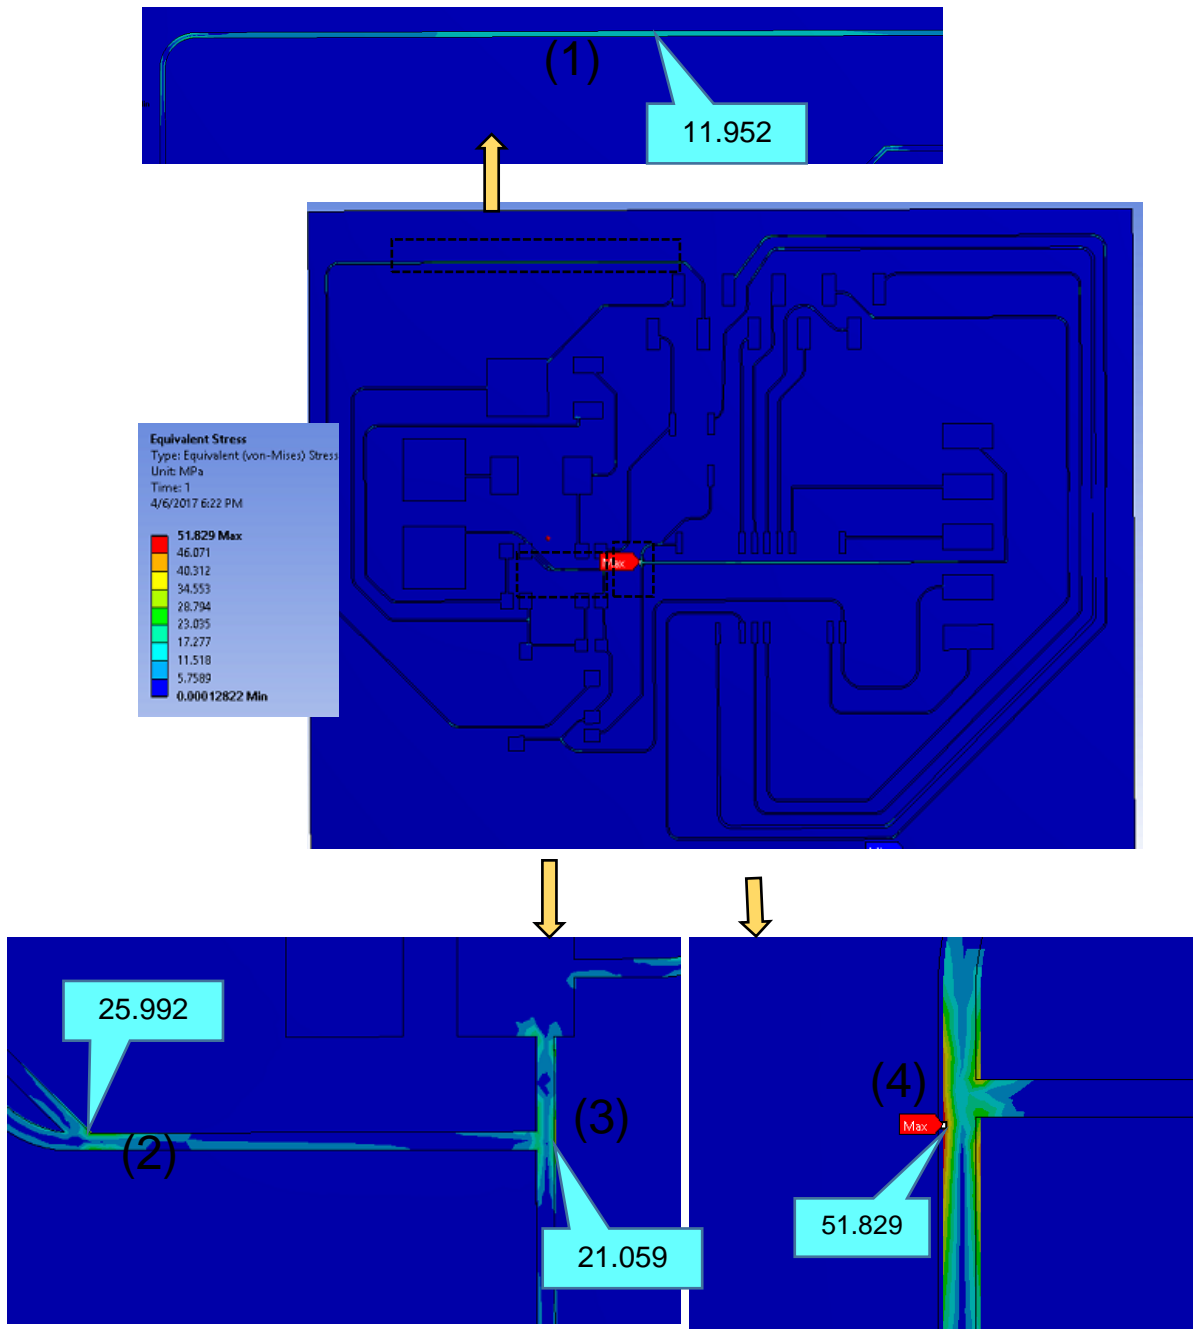 (1)
11.952
Equivalent Stress
Type: Equivalent (von-Mises) Stress
Unit: MPa
Time: 1
4/6/2017 6:22 PM
51.829 Max
46.071
40.312
34.553
28.794
23.035
17.277
11.518
5.7589
0.00012822 Min
Max
25.992
(2)
(3)
21.059
(4)
Max
51.829